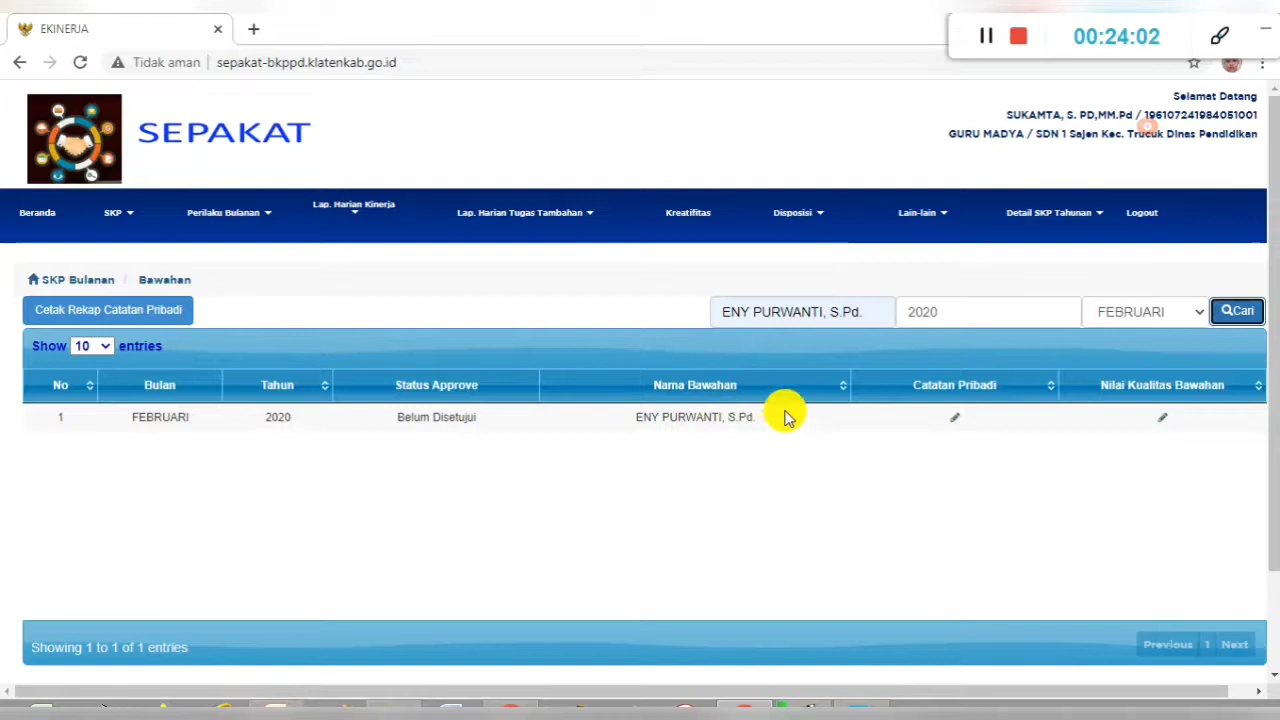 EKINERJA
00:24:02
Tidak aman
sepakat-bkppd.klatenkab.go.id
SEPAKAT
Selamat Datang
SUKAMTA, S. PD,MM.Pd / 196107241984051001
GURU MADYA / SDN 1 Sajen Kec. Trucuk Dinas Pendidikan
Beranda SKP Perilaku Bulanan Lap. Harian Kinerja Lap. Harian Tugas Tambahan Kreatifitas Disposisi Lain-lain Detail SKP Tahunan Logout
SKP Bulanan / Bawahan
Cetak Rekap Catatan Pribadi ENY PURWANTI, S.Pd. 2020 FEBRUARI Cari
Show 10 entries
No Bulan Tahun Status Approve Nama Bawahan Catatan Pribadi Nilai Kualitas Bawahan
1 FEBRUARI 2020 Belum Disetujui ENY PURWANTI, S.Pd.
Showing 1 to 1 of 1 entries
Previous 1 Next